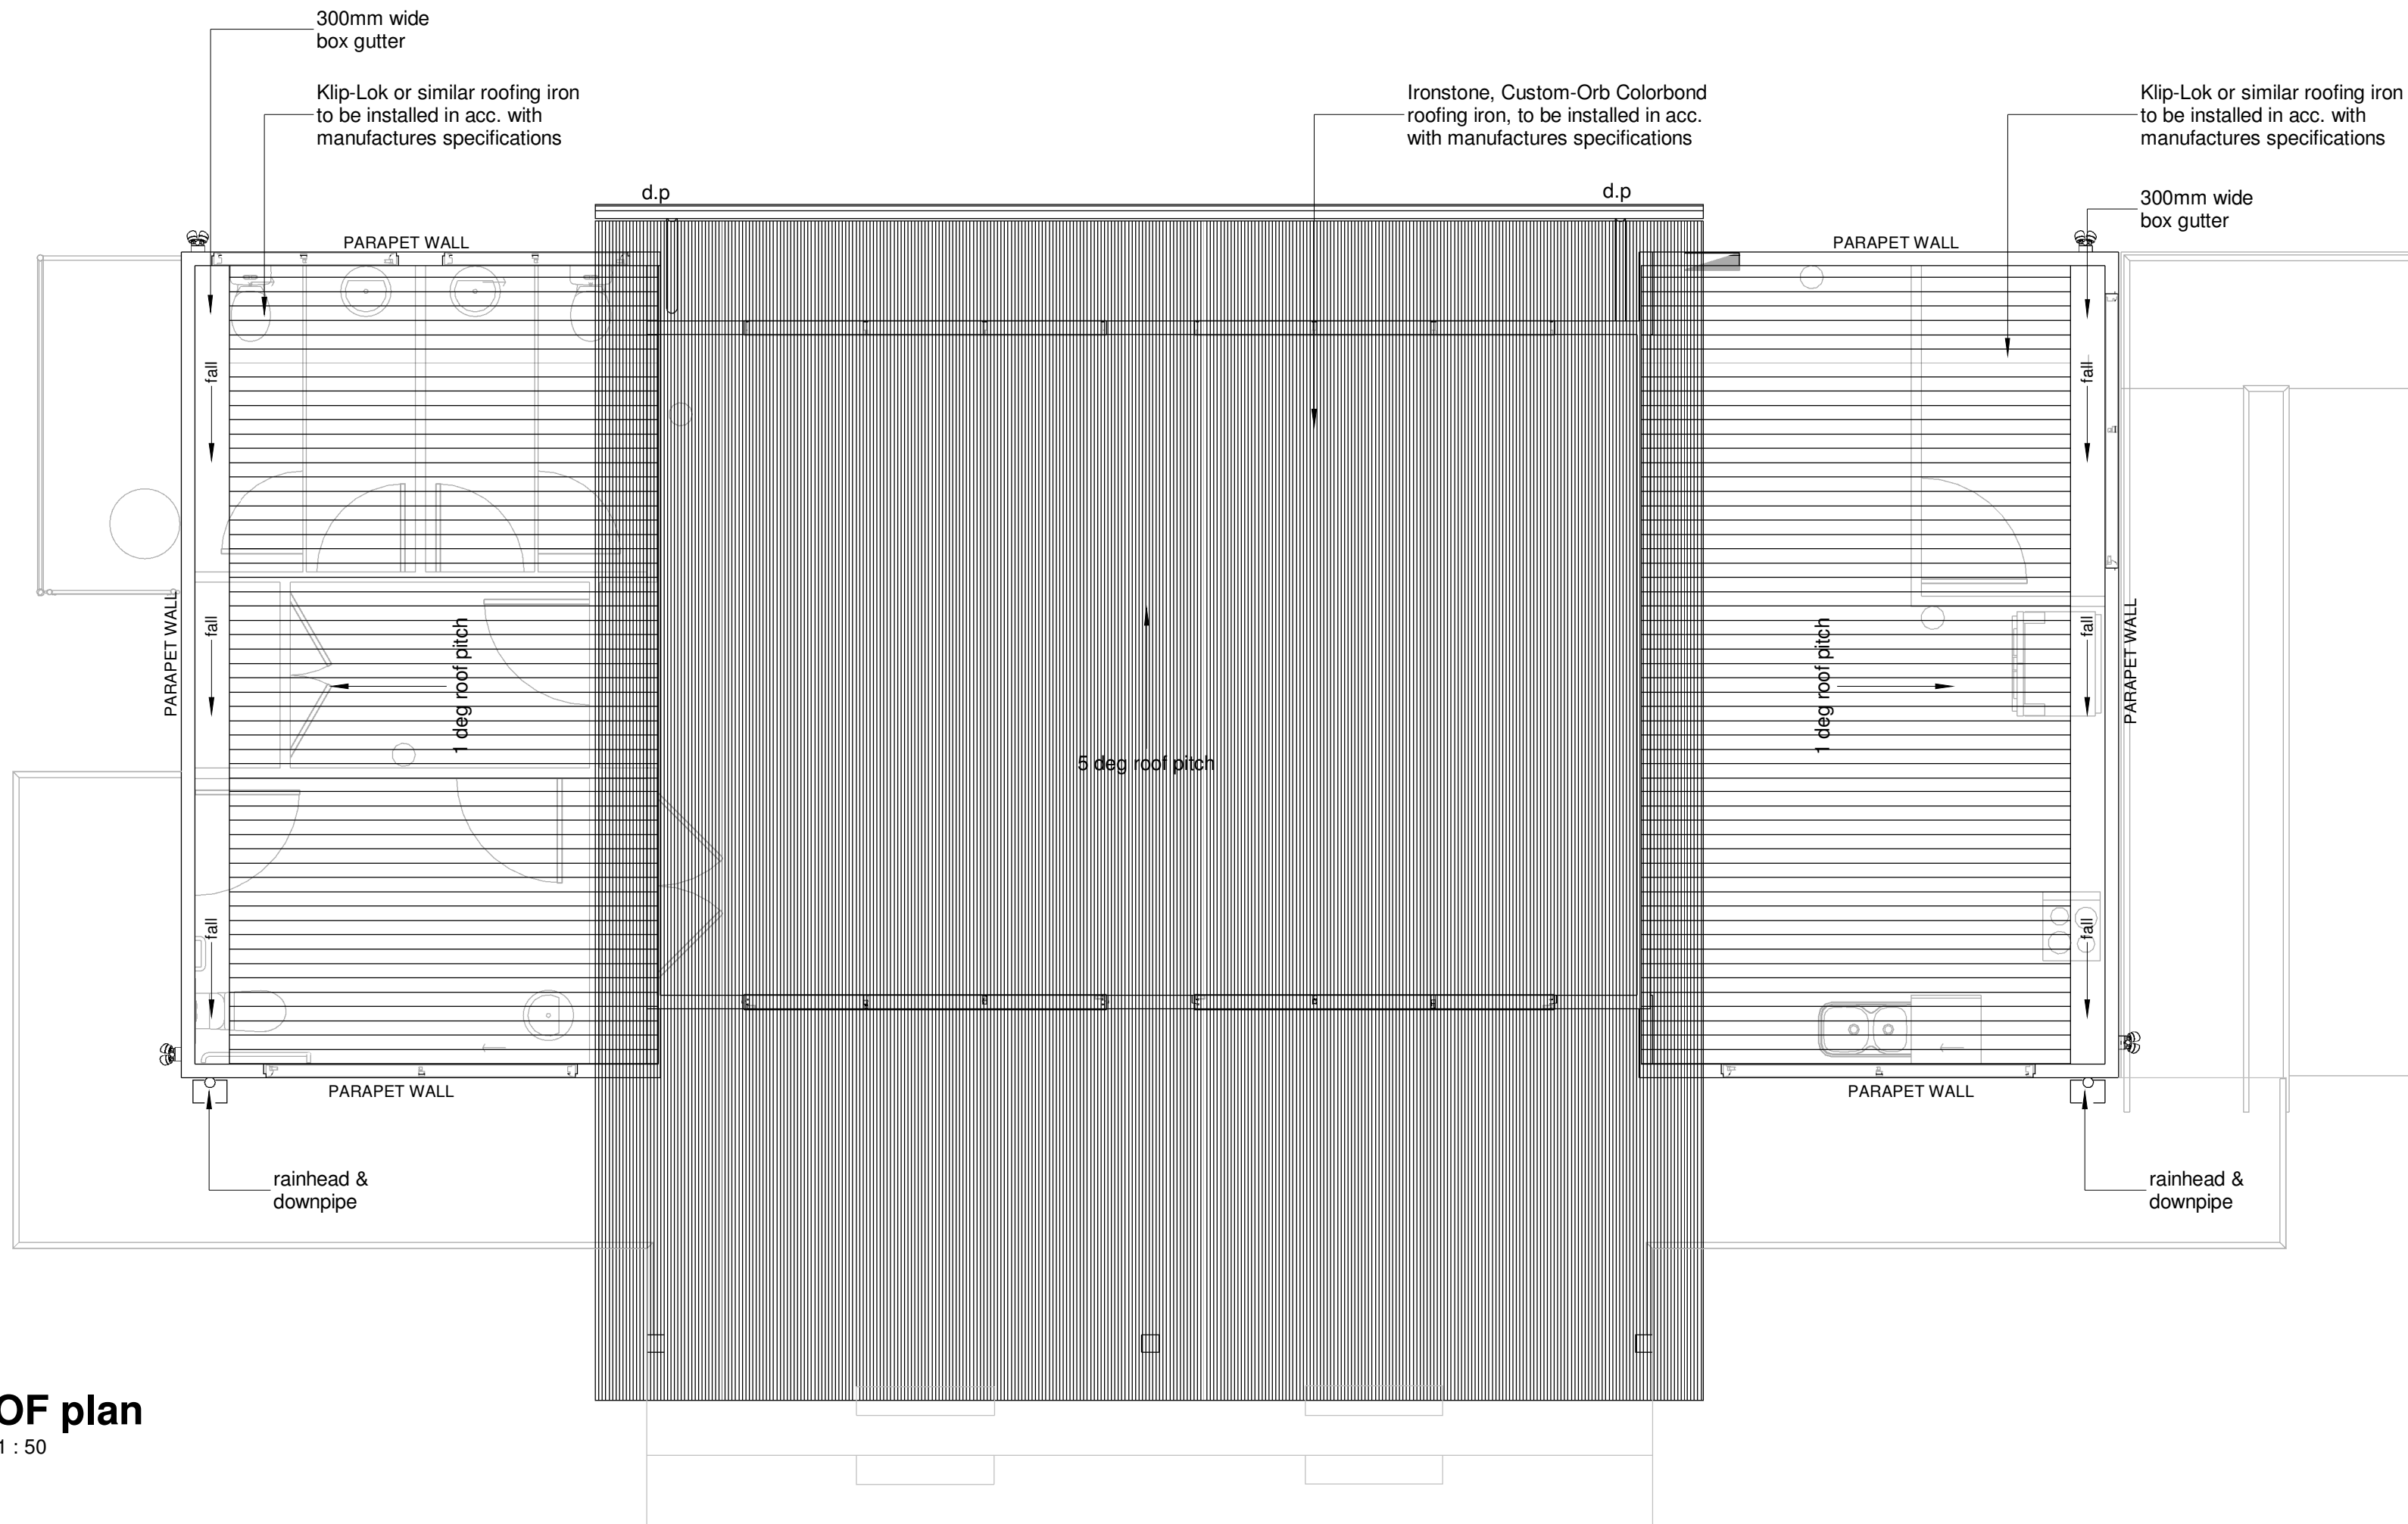 300mm wide
box gutter
Klip-Lok or similar roofing iron
to be installed in acc. with
manufactures specifications
Ironstone, Custom-Orb Colorbond
roofing iron, to be installed in acc.
with manufactures specifications
Klip-Lok or similar roofing iron
to be installed in acc. with
manufactures specifications
300mm wide
box gutter
d.p
d.p
PARAPET WALL
PARAPET WALL
fall
fall
PARAPET WALL
fall
1 deg roof pitch
5 deg roof pitch
1 deg roof pitch
fall
PARAPET WALL
fall
fall
PARAPET WALL
PARAPET WALL
rainhead &
downpipe
rainhead &
downpipe
OF plan
1 : 50